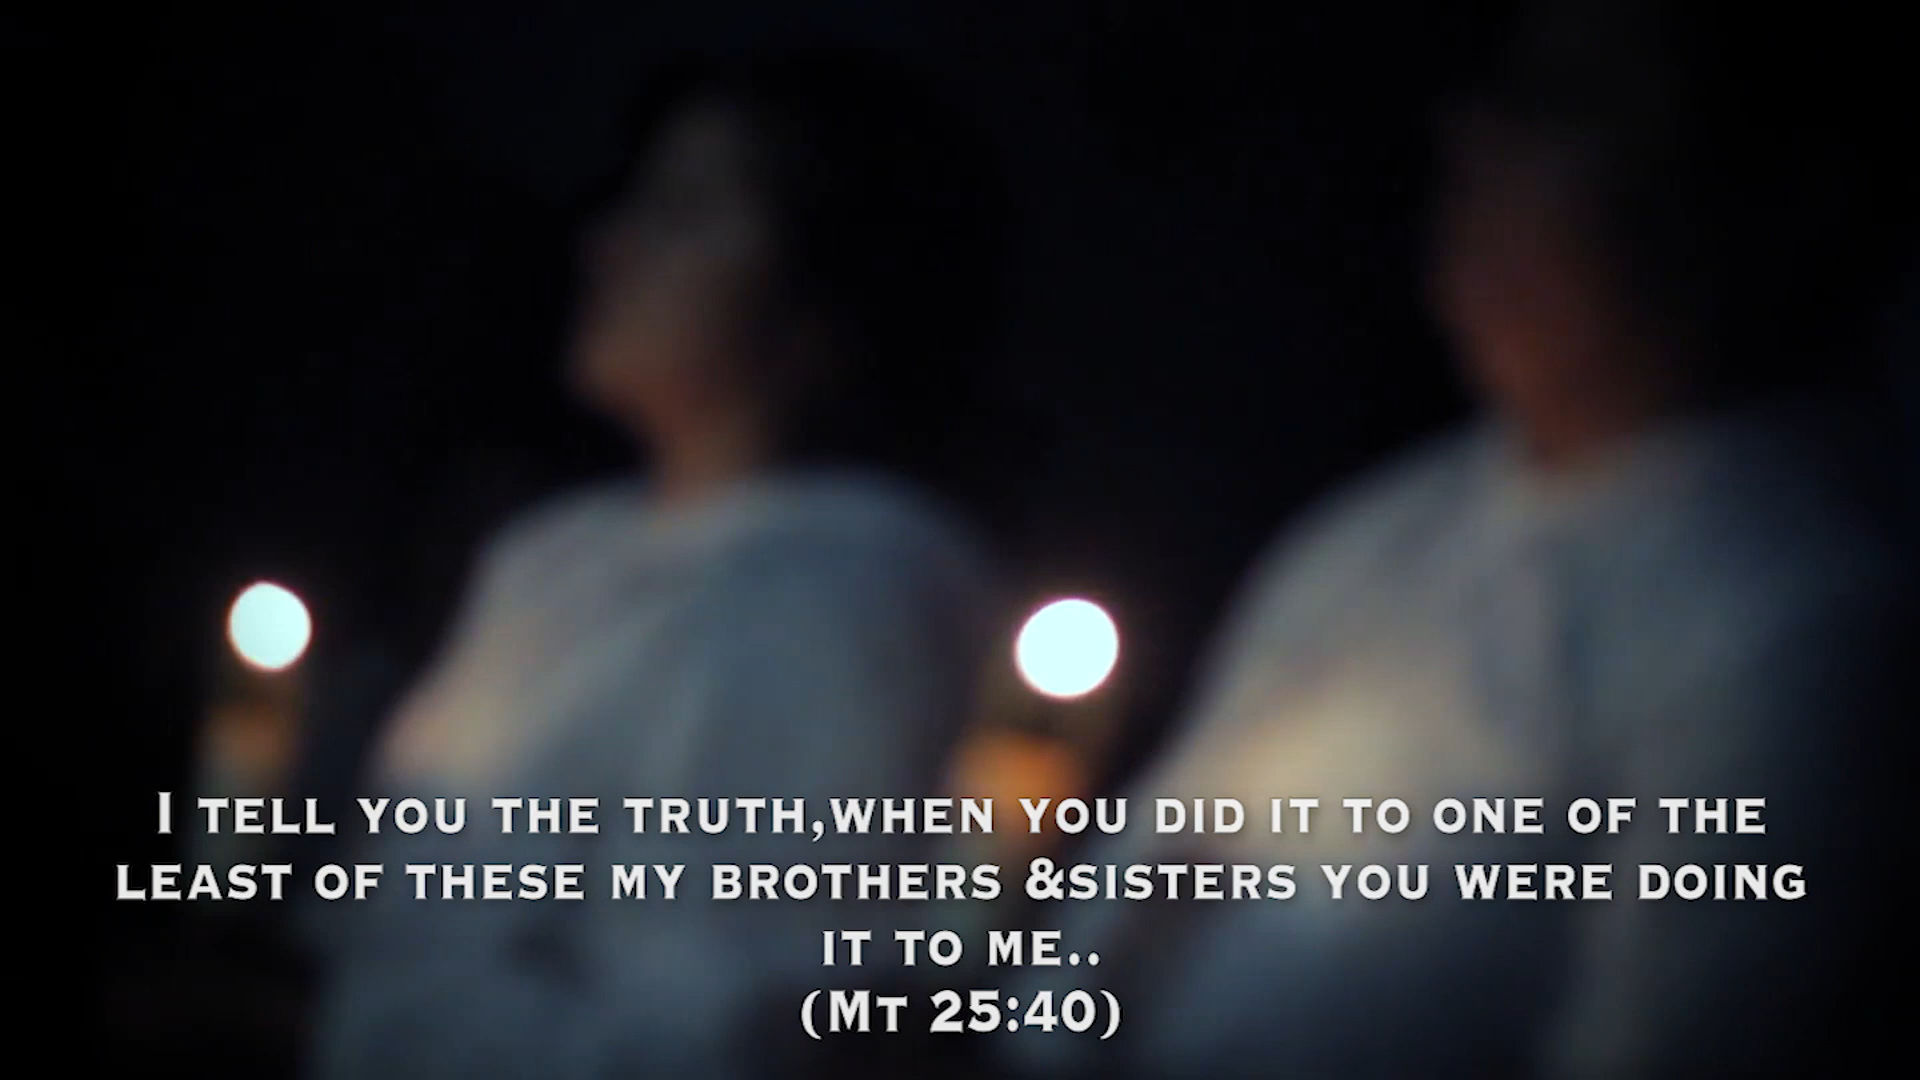 I TELL YOU THE TRUTH,WHEN YOU DID IT TO ONE OF THE
LEAST OF THESE MY BROTHERS &SISTERS YOU WERE DOING
IT TO ME..
(MT 25:40)